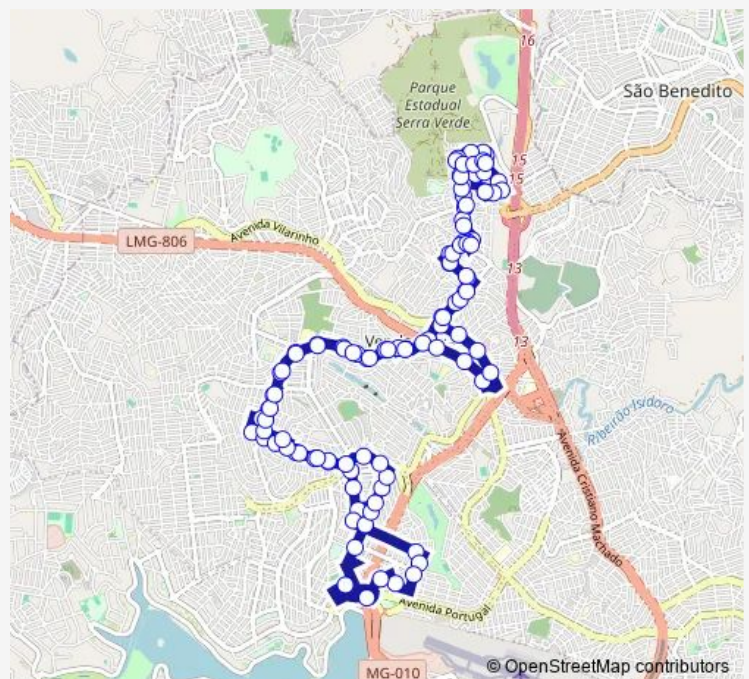 16
Parque
Estadual
Serra Verde
São Benedito
15
15
Avenida Vilarinho
LMG-806
13
13
Ribeirão Isidoro
Avenida Cristiano Machado
Avenida Portugal
MG-010
© OpenStreetMap contributors